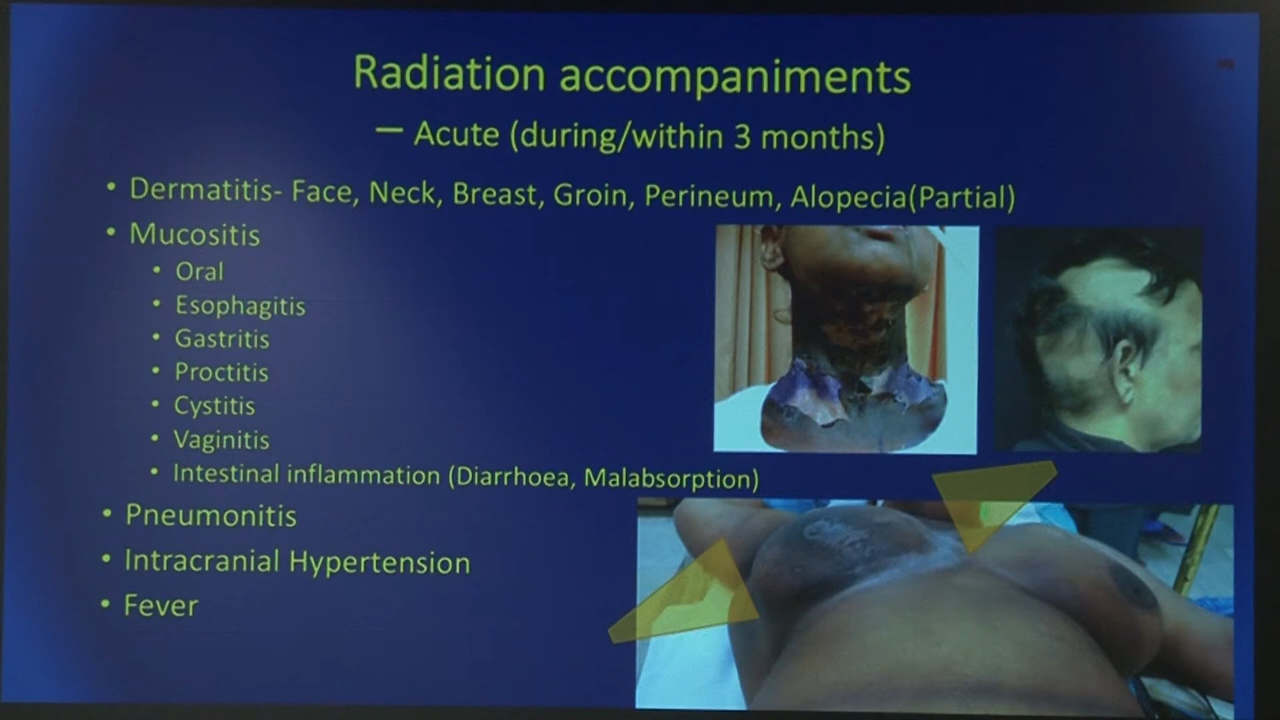 Radiation accompaniments
— Acute (during/within 3 months)
• Dermatitis- Face, Neck, Breast, Groin, Perineum, Alopecia(Partial)
• Mucositis
• Oral
• Esophagitis
• Gastritis
• Proctitis
• Cystitis
• Vaginitis
• Intestinal inflammation (Diarrhoea, Malabsorption)
• Pneumonitis
• Intracranial Hypertension
• Fever